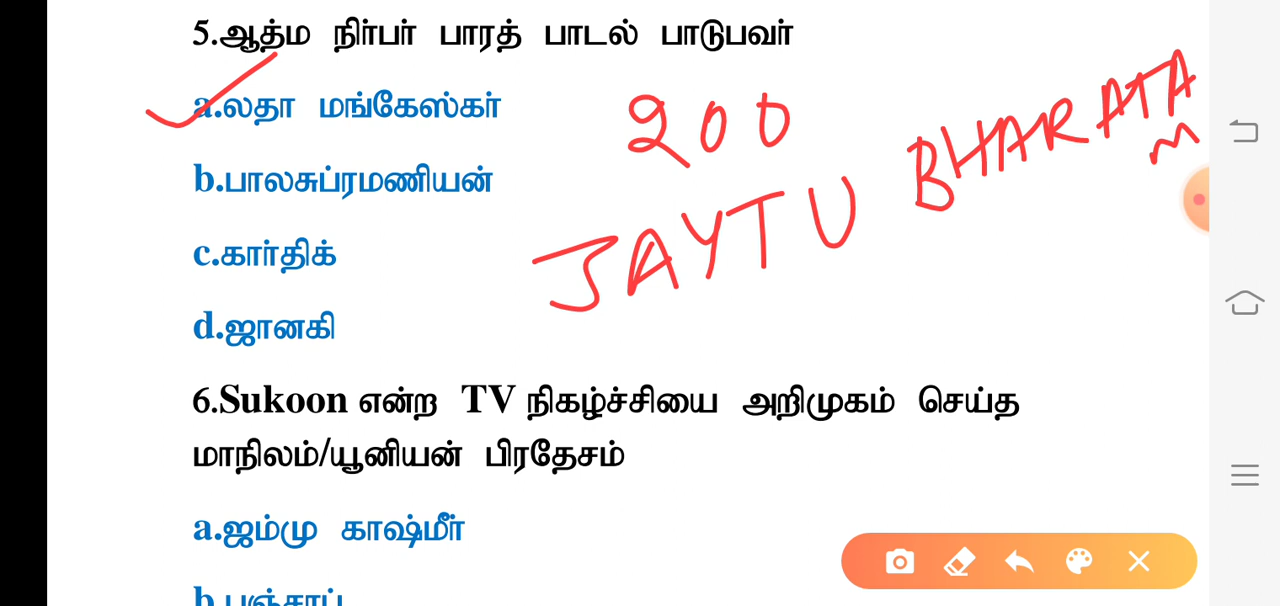 5.ஆத்ம நிர்பர் பாரத் பாடல் பாடுபவர்
a.லதா மங்கேஸ்கர்
200
b.பாலசுப்ரமணியன்
JAYTU BHARATAM
c.கார்திக்
d.ஜானகி
6.Sukoon என்ற TV நிகழ்ச்சியை அறிமுகம் செய்த
மாநிலம்/யூனியன் பிரதேசம்
a.ஜம்மு காஷ்மீர்
b.பஞ்சாப்